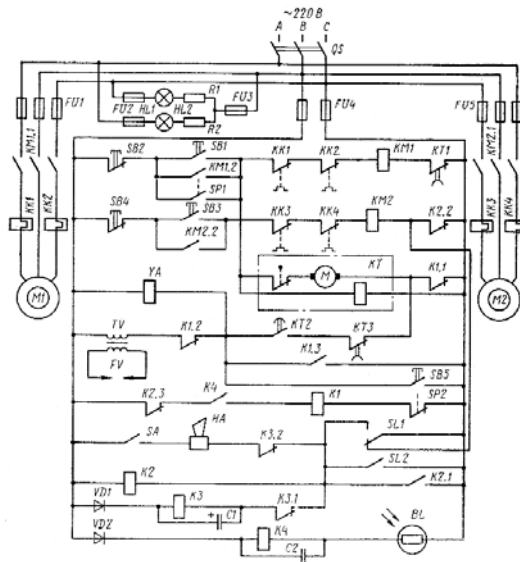 ~220 В
A B C
QS
R1
FU2 HL1 HL2 FU3
R2
FU1 FU4 FU5
KM1.1 KM2.1
SB2 SB1 KK1 KK2 KM1 KT1
KM1.2
SP1
KK1 KK2 KK3 KK4
SB4 SB3 KK3 KK4 KM2 K2.2
KM2.2
M1 M2
KT
M
K1.1
YA
TV K1.2 KT2 KT3
FV
K1.3
SB5
K2.3 K4 K1 SP2
HA
SA K3.2 SL1
SL2
K2 K2.1
VD1 K3 K3.1
+ C1
VD2 K4 BL
C2